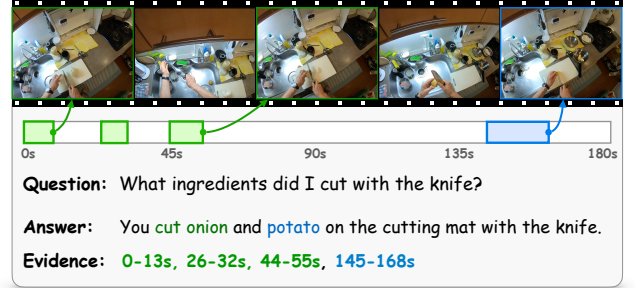 0s 45s 90s 135s 180s
Question: What ingredients did I cut with the knife?
Answer: You cut onion and potato on the cutting mat with the knife.
Evidence: 0-13s, 26-32s, 44-55s, 145-168s